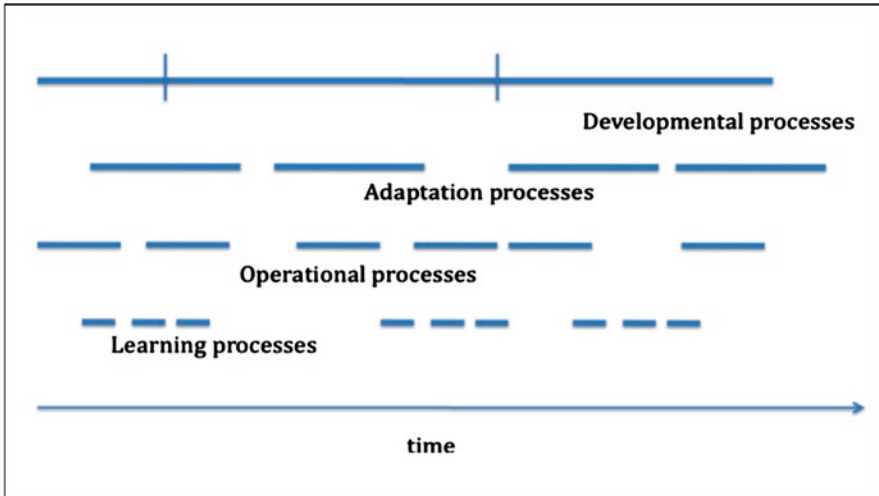 Developmental processes
Adaptation processes
Operational processes
Learning processes
time